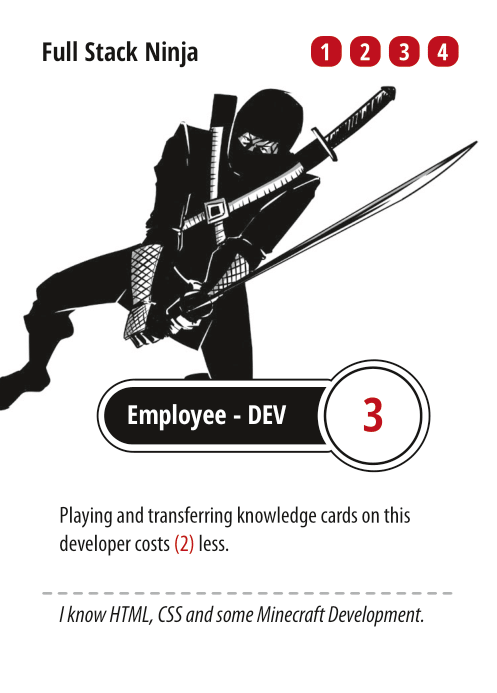 Full Stack Ninja 1 2 3 4
Employee - DEV 3
Playing and transferring knowledge cards on this
developer costs (2) less.
I know HTML, CSS and some Minecraft Development.